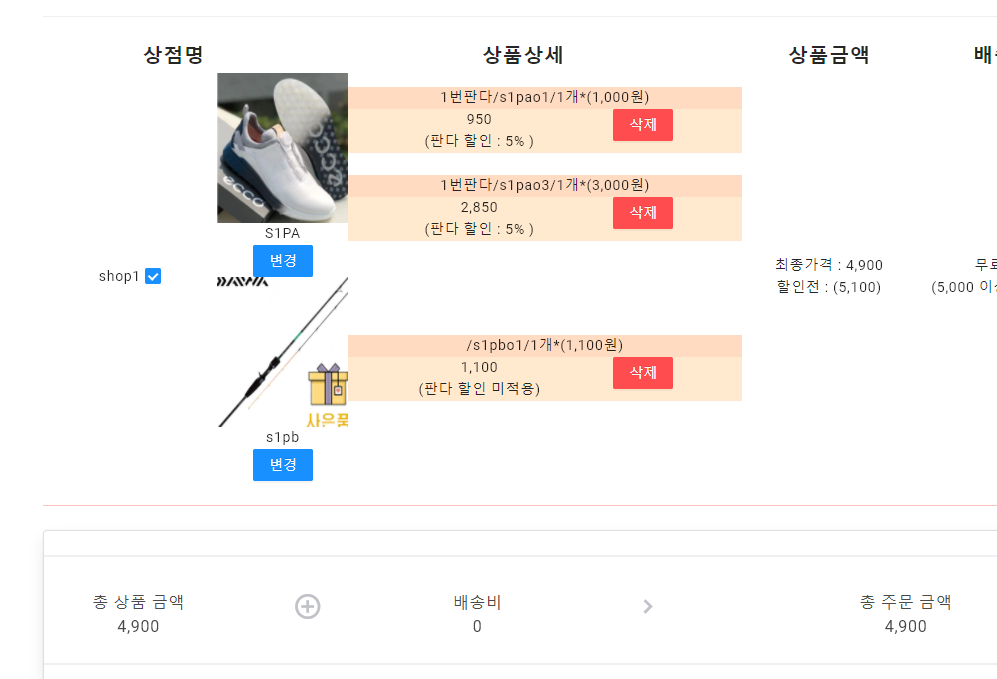 상점명
상품상세
상품금액
ecco
S1PA
변경
1번판다/s1pao1/1개*(1,000원)
950
(판다 할인 : 5% )
삭제
1번판다/s1pao3/1개*(3,000원)
2,850
(판다 할인 : 5% )
삭제
shop1
최종가격 : 4,900
할인전 : (5,100)
무료
(5,000 이상
DAIWA
사은품
s1pb
변경
/s1pbo1/1개*(1,100원)
1,100
(판다 할인 미적용)
삭제
총 상품 금액
4,900
배송비
0
총 주문 금액
4,900